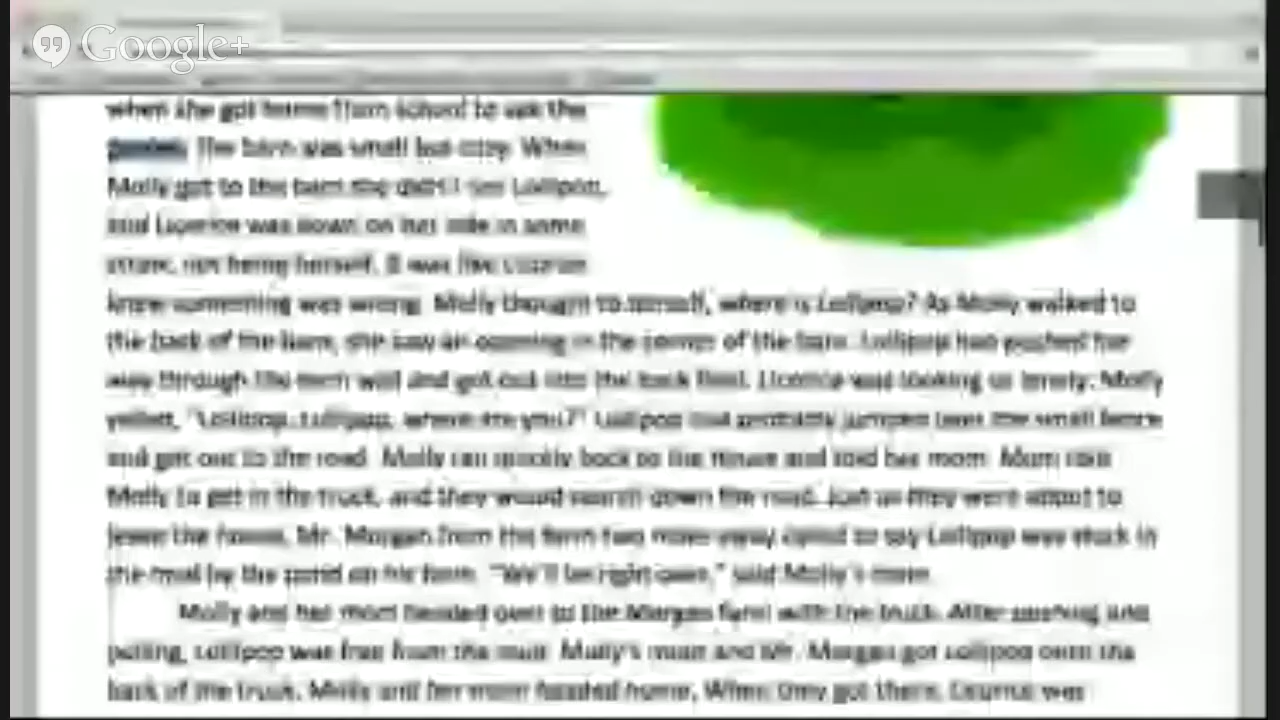 Google+
when she got home from school to see the
ponies. The barn was small but cozy. When
Molly got to the barn she didn't see Lollipop,
and Licorice was down on her side in some
straw, not being herself. It was like Licorice
knew something was wrong. Molly thought to herself, where is Lollipop? As Molly walked to
the back of the barn, she saw an opening in the corner of the barn. Lollipop had pushed her
way through the barn wall and got out into the back field. Licorice was looking so lonely. Molly
yelled, "Lollipop, Lollipop, where are you?" Lollipop had probably jumped over the small fence
and got out to the road. Molly ran quickly back to the house and told her mom. Mom told
Molly to get in the truck, and they would search down the road. Just as they were about to
leave the house, Mr. Morgan from the farm two miles away called to say Lollipop was stuck in
the mud by the pond on his farm. "We'll be right over," said Molly's mom.
Molly and her mom headed over to the Morgan farm with the truck. After pushing and
pulling, Lollipop was free from the mud. Molly's mom and Mr. Morgan got Lollipop onto the
back of the truck. Molly and her mom headed home. When they got there, Licorice was